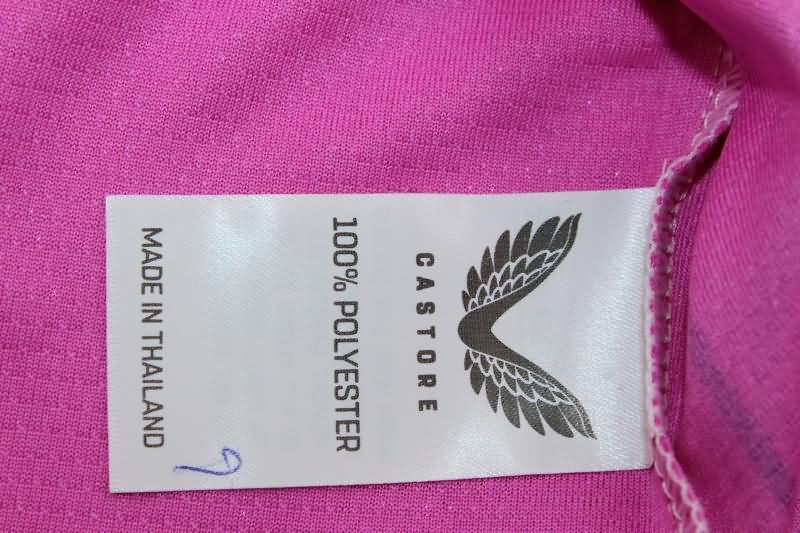 CASTORE
100% POLYESTER
MADE IN THAILAND